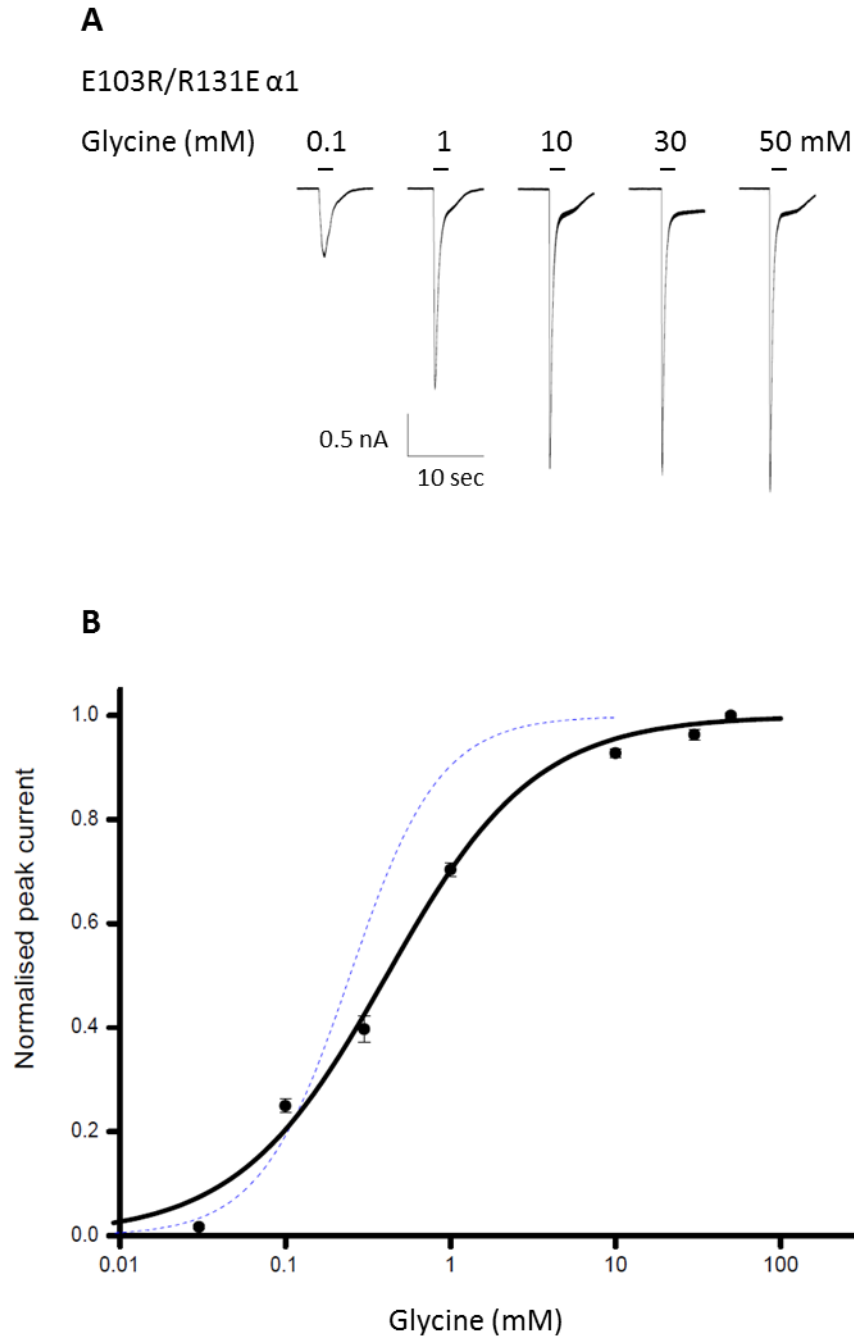 A
E103R/R131E α1
Glycine (mM) 0.1 1 10 30 50 mM
0.5 nA
10 sec
B
1.0
0.8
0.6
0.4
0.2
0.0
Normalised peak current
0.01 0.1 1 10 100
Glycine (mM)